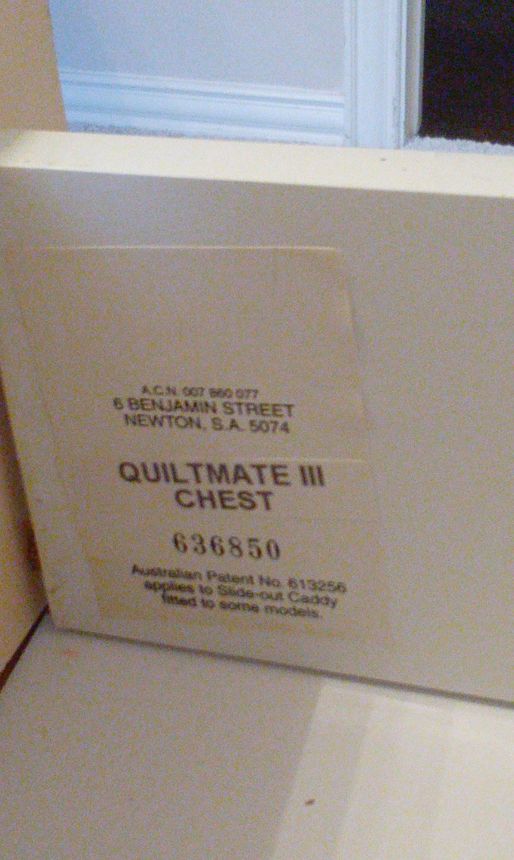 A.C.N. 007 860 077
6 BENJAMIN STREET
NEWTON, S.A. 5074
QUILTMATE III
CHEST
636850
Australian Patent No. 613256
applies to Slide-out Caddy
fitted to some models.